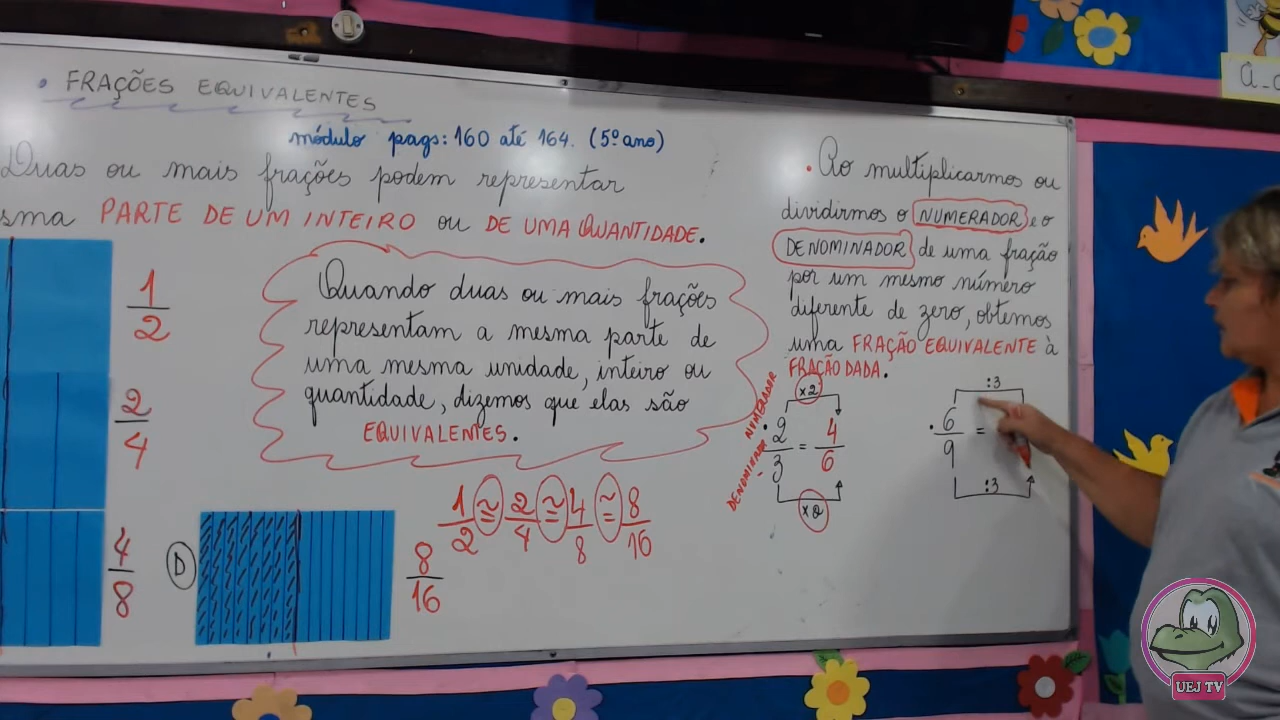 • FRAÇÕES EQUIVALENTES
módulo pags: 160 até 164. (5º ano)
Duas ou mais frações podem representar
sma PARTE DE UM INTEIRO ou DE UMA QUANTIDADE.
1
2
2
4
4
8
Quando duas ou mais frações
representam a mesma parte de
uma mesma unidade, inteiro ou
quantidade, dizemos que elas são
EQUIVALENTES.
D
8
16
1 ≅ 2 ≅ 4 ≅ 8
2 4 8 16
• Ao multiplicarmos ou
dividirmos o NUMERADOR e o
DENOMINADOR de uma fração
por um mesmo número
diferente de zero, obtemos
uma FRAÇÃO EQUIVALENTE à
FRAÇÃO DADA.
NUMERADOR
DENOMINADOR
x2
• 2 = 4
3 6
x2
:3
• 6 =
9
:3
a
UEJ TV